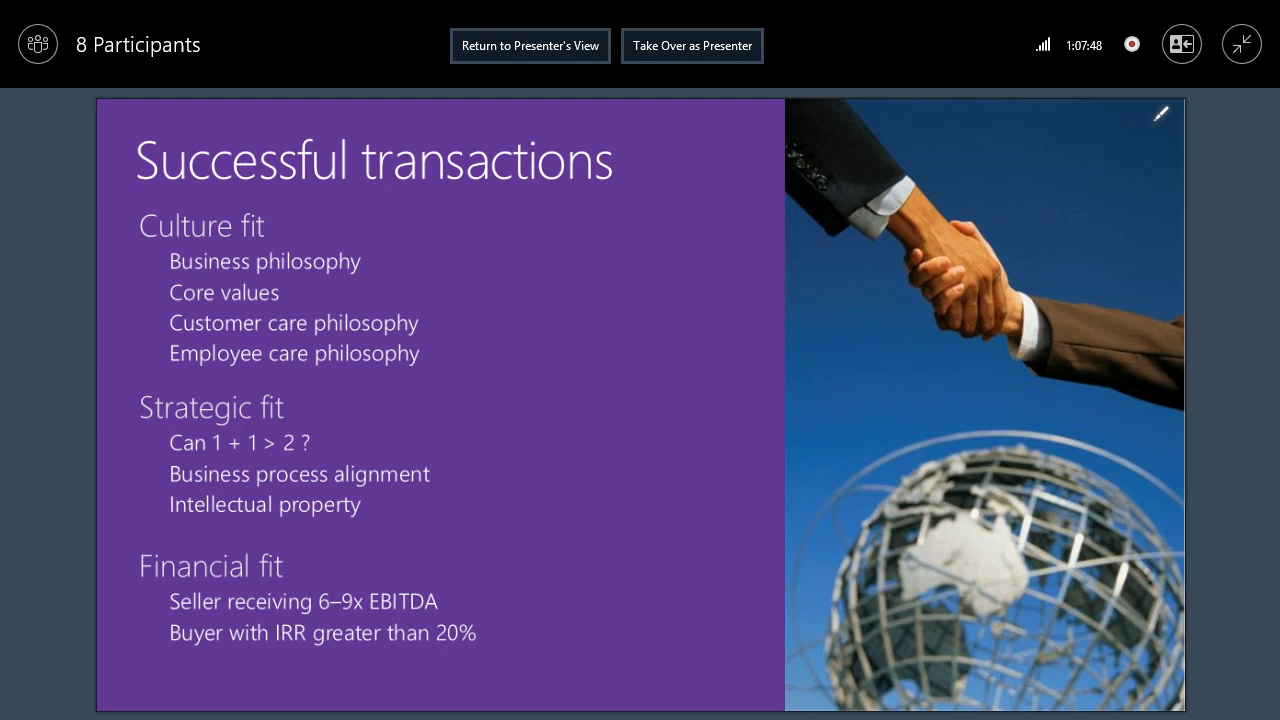 8 Participants
Return to Presenter's View
Take Over as Presenter
1:07:48
Successful transactions
Culture fit
Business philosophy
Core values
Customer care philosophy
Employee care philosophy
Strategic fit
Can 1 + 1 > 2 ?
Business process alignment
Intellectual property
Financial fit
Seller receiving 6–9x EBITDA
Buyer with IRR greater than 20%